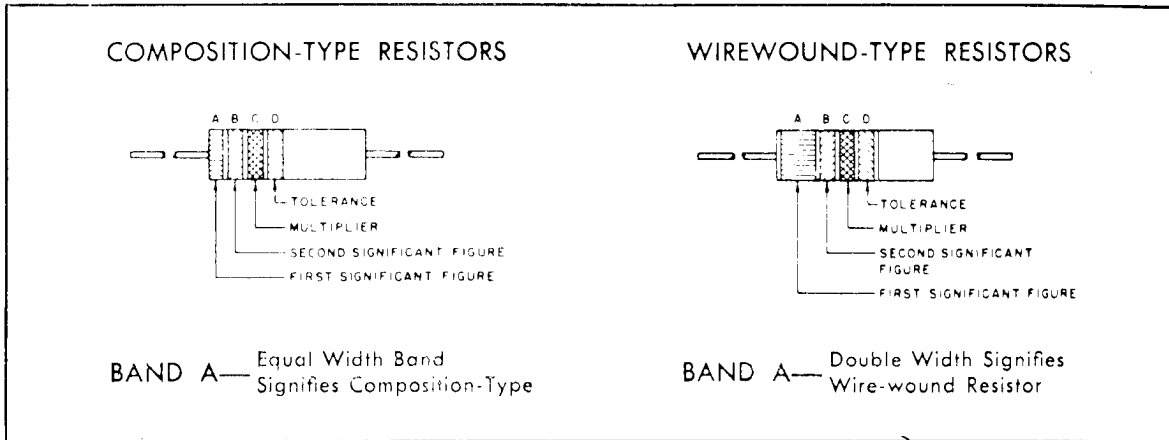 COMPOSITION-TYPE RESISTORS
A B C D
TOLERANCE
MULTIPLIER
SECOND SIGNIFICANT FIGURE
FIRST SIGNIFICANT FIGURE
BAND A— Equal Width Band
Signifies Composition-Type
WIREWOUND-TYPE RESISTORS
A B C D
TOLERANCE
MULTIPLIER
SECOND SIGNIFICANT
FIGURE
FIRST SIGNIFICANT FIGURE
BAND A— Double Width Signifies
Wire-wound Resistor